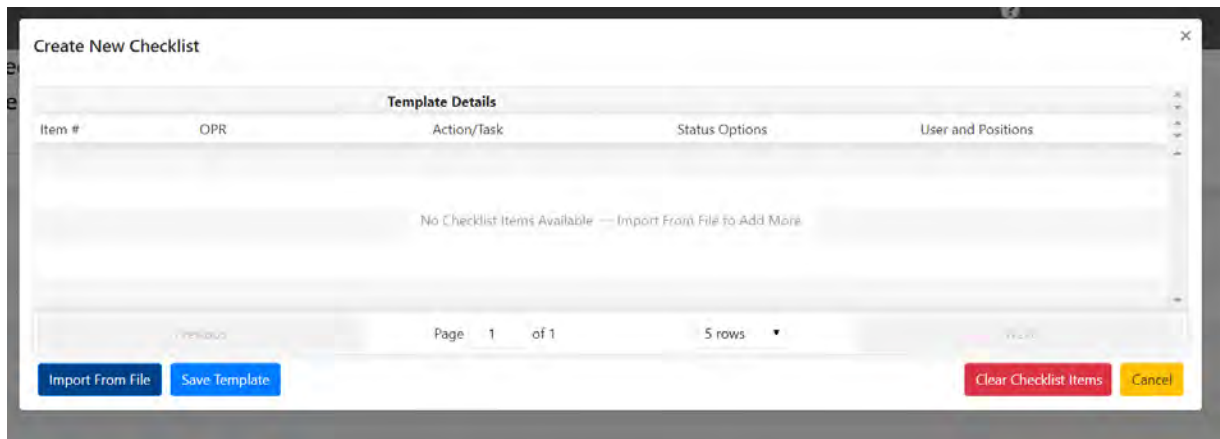 Create New Checklist
×
Template Details
Item # OPR Action/Task Status Options User and Positions
No Checklist Items Available — Import From File to Add More
Previous Page 1 of 1 5 rows Next
Import From File Save Template Clear Checklist Items Cancel